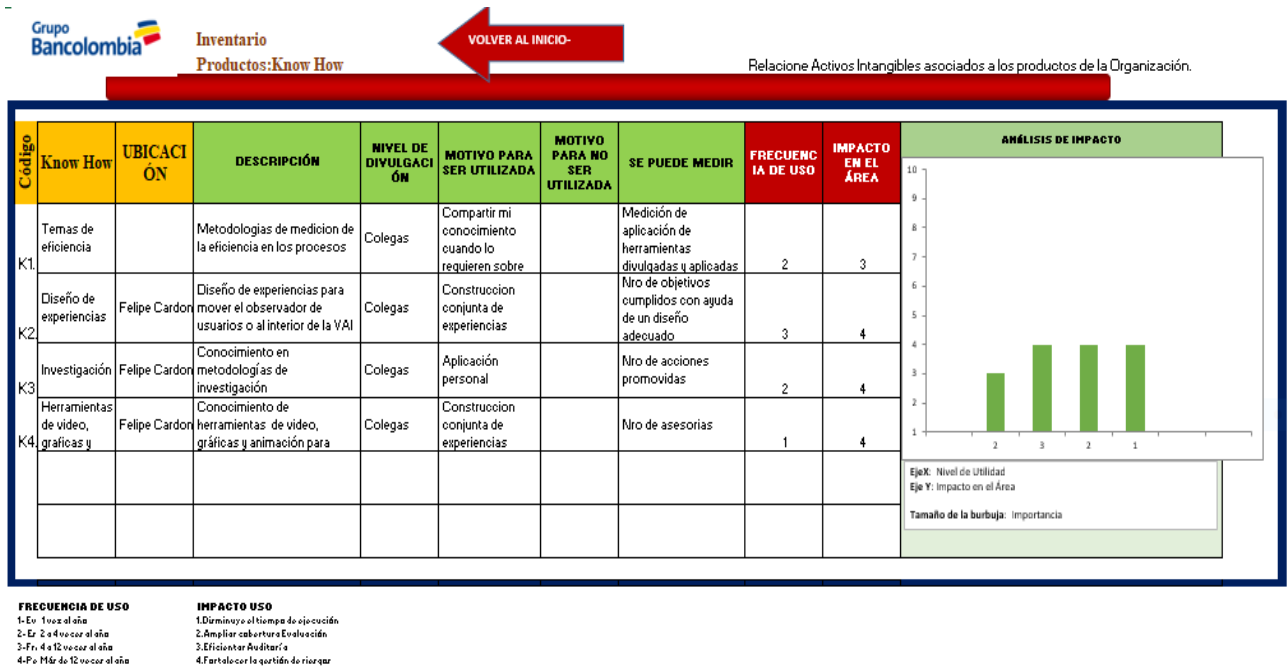 Grupo
Bancolombia
Inventario
Productos:Know How
VOLVER AL INICIO-
Relacione Activos Intangibles asociados a los productos de la Organización.
Código
Know How
UBICACI
ÓN
DESCRIPCIÓN
NIVEL DE
DIVULGACI
ÓN
MOTIVO PARA
SER UTILIZADA
MOTIVO
PARA NO
SER
UTILIZADA
SE PUEDE MEDIR
FRECUENC
IA DE USO
IMPACTO
EN EL
ÁREA
ANÁLISIS DE IMPACTO
K1.
Temas de
eficiencia
Metodologias de medicion de
la eficiencia en los procesos
Colegas
Compartir mi
conocimiento
cuando lo
requieren sobre
Medición de
aplicación de
herramientas
divulgadas y aplicadas
2
3
K2.
Diseño de
experiencias
Felipe Cardon
Diseño de experiencias para
mover el observador de
usuarios o al interior de la VAI
Colegas
Construccion
conjunta de
experiencias
Nro de objetivos
cumplidos con ayuda
de un diseño
adecuado
3
4
K3
Investigación
Felipe Cardon
Conocimiento en
metodologías de
investigación
Colegas
Aplicación
personal
Nro de acciones
promovidas
2
4
K4.
Herramientas
de video,
graficas y
Felipe Cardon
Conocimiento de
herramientas de video,
gráficas y animación para
Colegas
Construccion
conjunta de
experiencias
Nro de asesorias
1
4
10
9
8
7
6
5
4
3
2
1
2 3 2 1
EjeX: Nivel de Utilidad
Eje Y: Impacto en el Área
Tamaño de la burbuja: Importancia
FRECUENCIA DE USO
1-Ev 1 vez al año
2- Er 2 a 4 veces al año
3-Fr. 4 a 12 veces al año
4-Po Más de 12 veces al año
IMPACTO USO
1.Disminuye el tiempo de ejecución
2.Ampliar cobertura Evaluación
3.Eficientar Auditoría
4.Fortalecer la gestión de riesgos